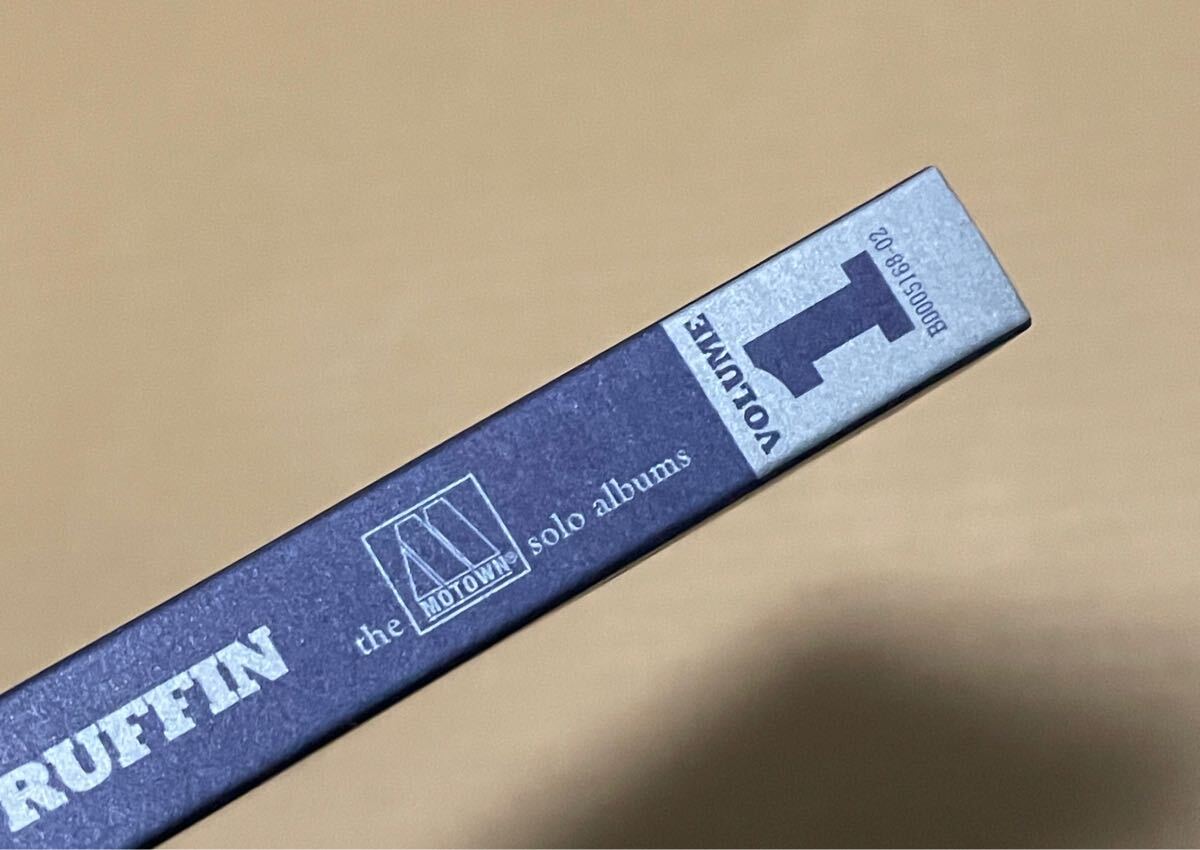 RUFFIN
the MOTOWN® solo albums
VOLUME
1
B0005168-02